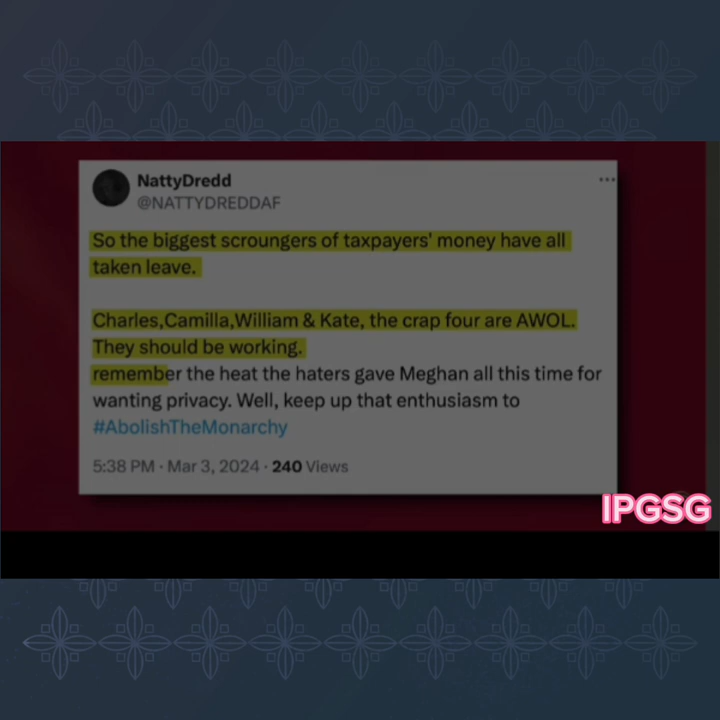 NattyDredd
@NATTYDREDDAF
So the biggest scroungers of taxpayers' money have all
taken leave.
Charles,Camilla,William & Kate, the crap four are AWOL.
They should be working.
remember the heat the haters gave Meghan all this time for
wanting privacy. Well, keep up that enthusiasm to
#AbolishTheMonarchy
5:38 PM · Mar 3, 2024 · 240 Views
IPGSG